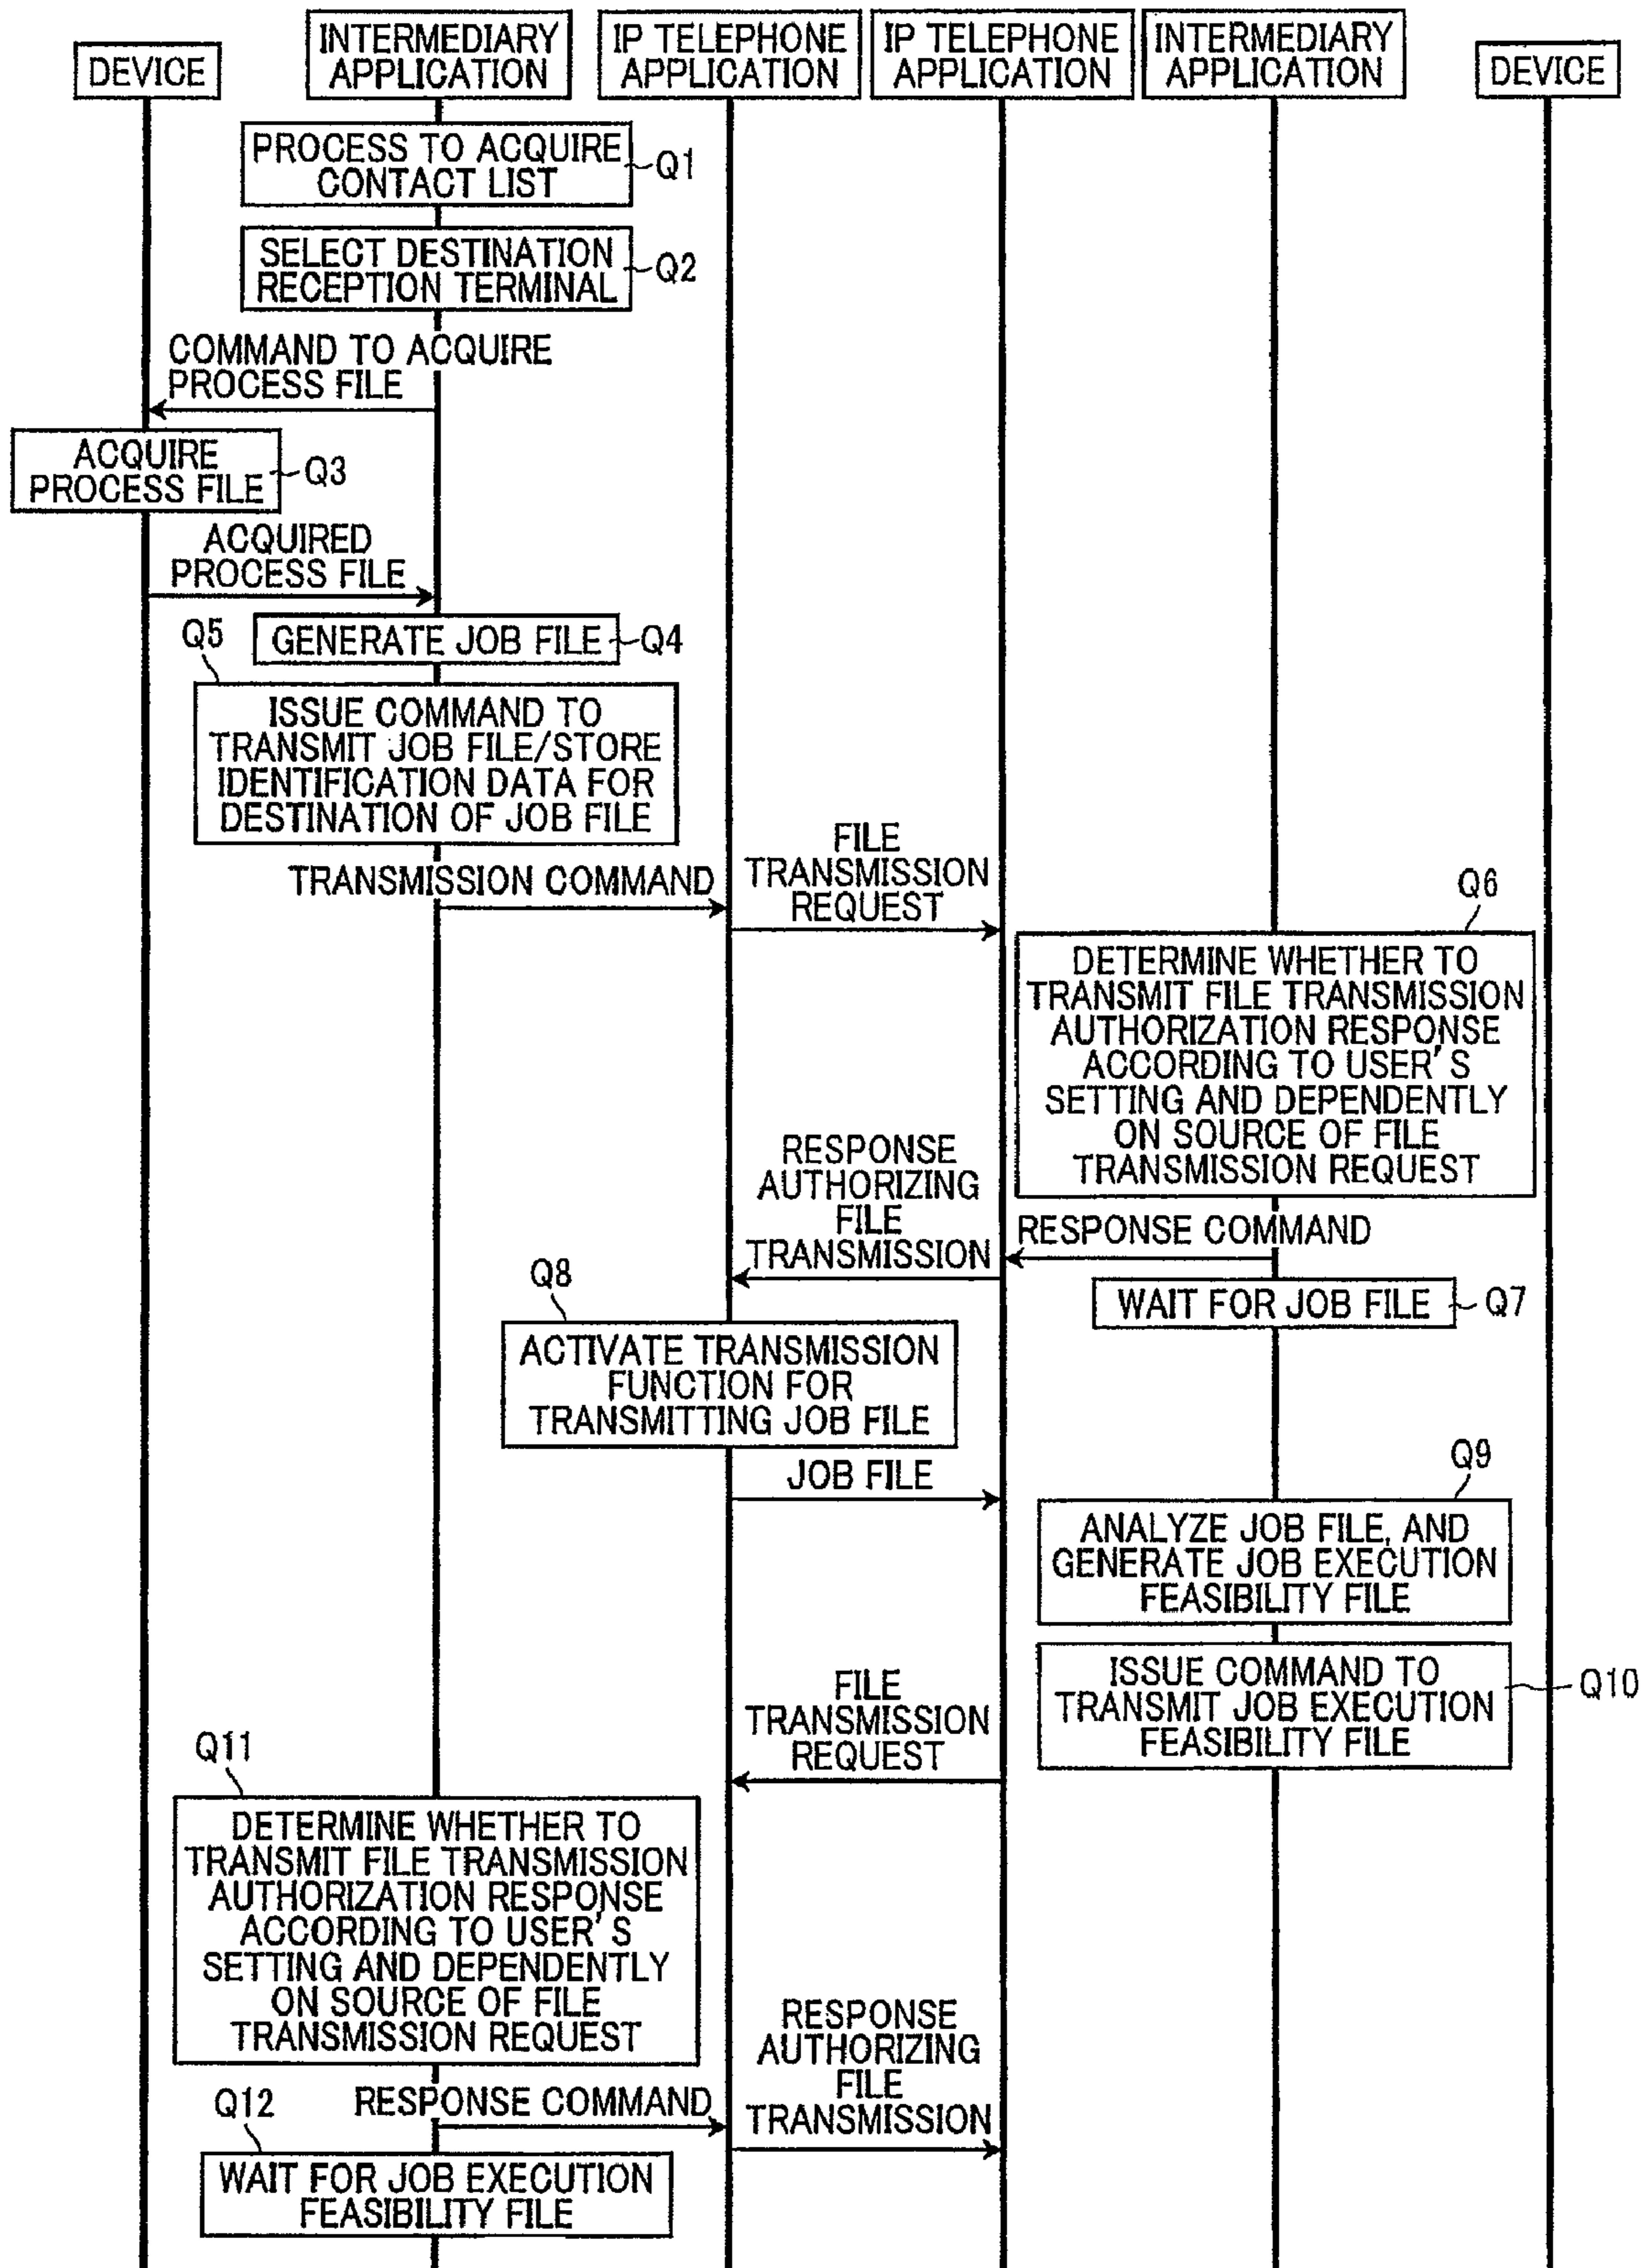 DEVICE
INTERMEDIARY
APPLICATION
IP TELEPHONE
APPLICATION
IP TELEPHONE
APPLICATION
INTERMEDIARY
APPLICATION
DEVICE
PROCESS TO ACQUIRE
CONTACT LIST
Q1
SELECT DESTINATION
RECEPTION TERMINAL
Q2
COMMAND TO ACQUIRE
PROCESS FILE
ACQUIRE
PROCESS FILE
Q3
ACQUIRED
PROCESS FILE
GENERATE JOB FILE
Q4
Q5
ISSUE COMMAND TO
TRANSMIT JOB FILE/STORE
IDENTIFICATION DATA FOR
DESTINATION OF JOB FILE
TRANSMISSION COMMAND
FILE
TRANSMISSION
REQUEST
Q6
DETERMINE WHETHER TO
TRANSMIT FILE TRANSMISSION
AUTHORIZATION RESPONSE
ACCORDING TO USER'S
SETTING AND DEPENDENTLY
ON SOURCE OF FILE
TRANSMISSION REQUEST
RESPONSE COMMAND
RESPONSE
AUTHORIZING
FILE
TRANSMISSION
WAIT FOR JOB FILE
Q7
Q8
ACTIVATE TRANSMISSION
FUNCTION FOR
TRANSMITTING JOB FILE
JOB FILE
Q9
ANALYZE JOB FILE, AND
GENERATE JOB EXECUTION
FEASIBILITY FILE
ISSUE COMMAND TO
TRANSMIT JOB EXECUTION
FEASIBILITY FILE
Q10
FILE
TRANSMISSION
REQUEST
Q11
DETERMINE WHETHER TO
TRANSMIT FILE TRANSMISSION
AUTHORIZATION RESPONSE
ACCORDING TO USER'S
SETTING AND DEPENDENTLY
ON SOURCE OF FILE
TRANSMISSION REQUEST
RESPONSE COMMAND
RESPONSE
AUTHORIZING
FILE
TRANSMISSION
Q12
WAIT FOR JOB EXECUTION
FEASIBILITY FILE